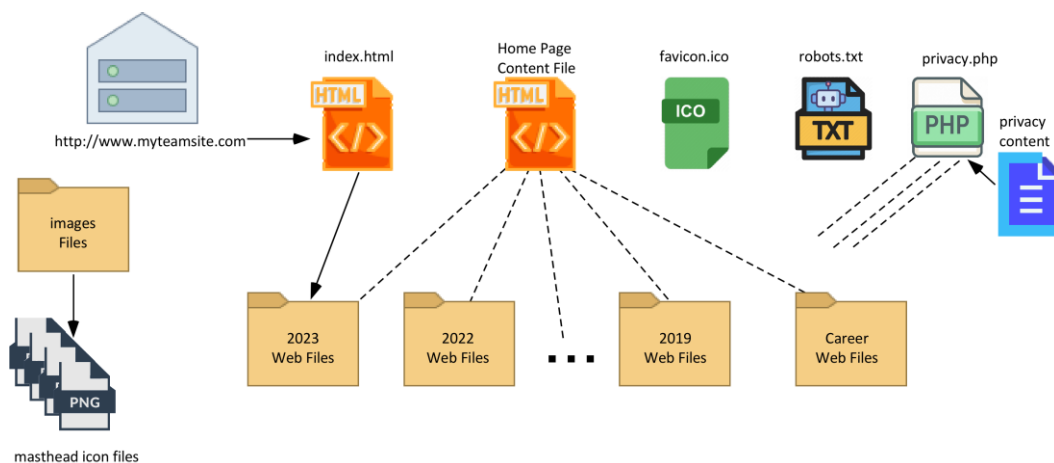 index.html
Home Page
Content File
favicon.ico
robots.txt
privacy.php
HTML
HTML
ICO
TXT
PHP
http://www.myteamsite.com
privacy
content
images
Files
2023
Web Files
2022
Web Files
...
2019
Web Files
Career
Web Files
PNG
masthead icon files